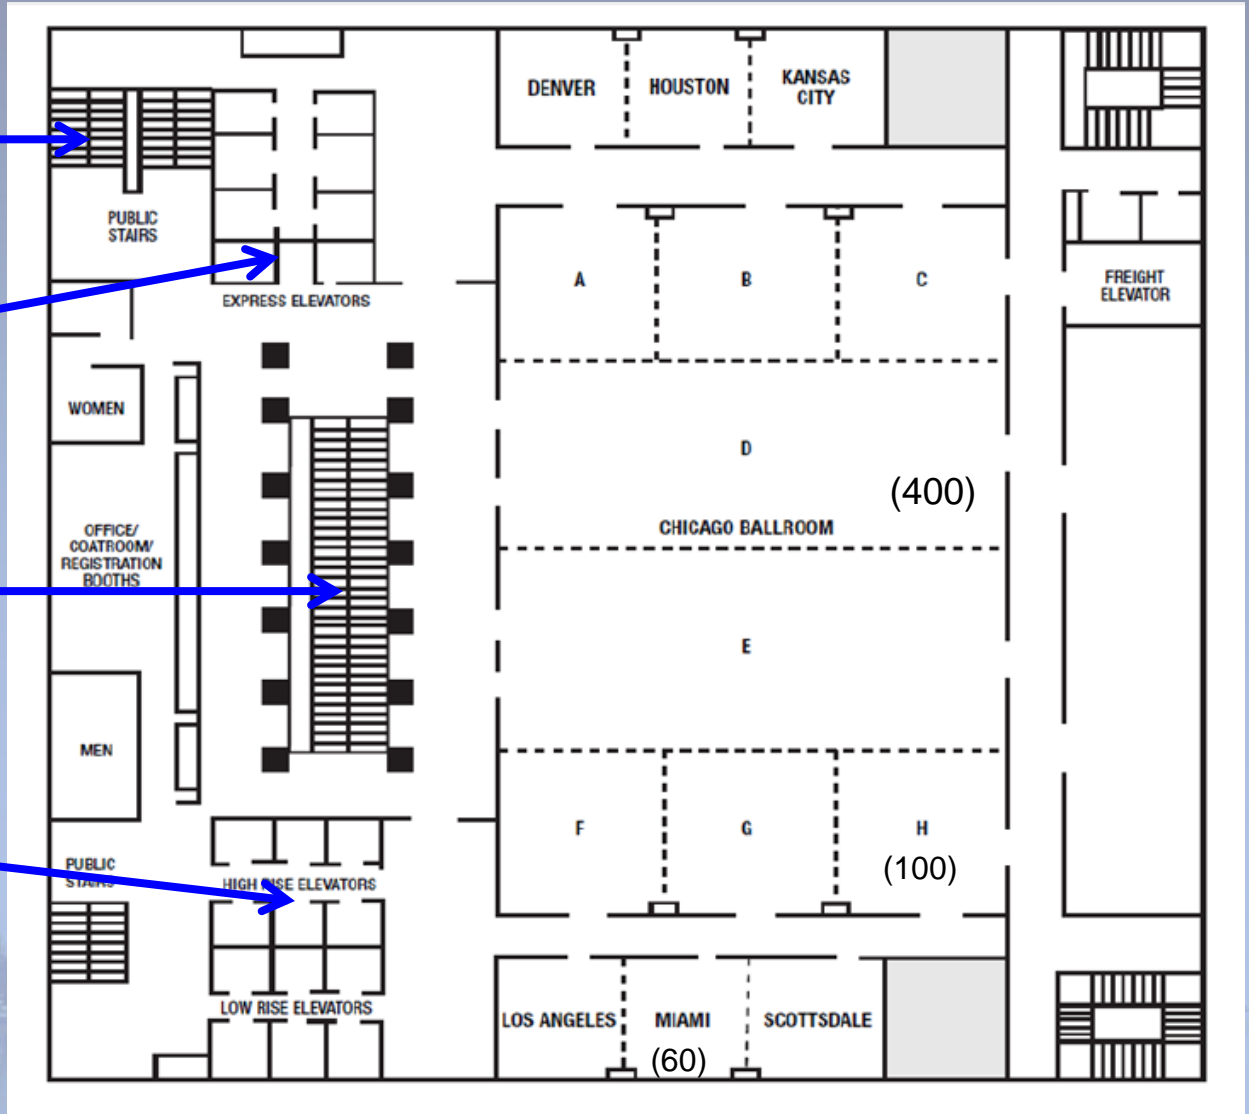 DENVER
HOUSTON
KANSAS
CITY
PUBLIC
STAIRS
A
B
C
FREIGHT
ELEVATOR
EXPRESS ELEVATORS
WOMEN
D
(400)
CHICAGO BALLROOM
OFFICE/
COATROOM/
REGISTRATION
BOOTHS
E
MEN
F
G
H
(100)
PUBLIC
STAIRS
HIGH RISE ELEVATORS
LOW RISE ELEVATORS
LOS ANGELES
MIAMI
(60)
SCOTTSDALE